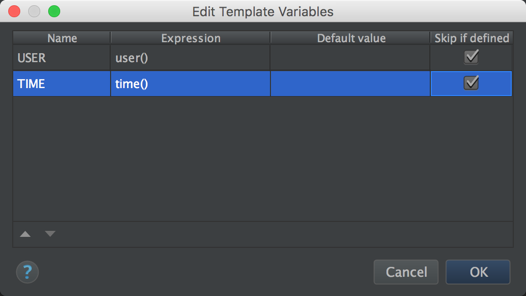 Edit Template Variables
Name Expression Default value Skip if defined
USER user()
TIME time()
? Cancel OK